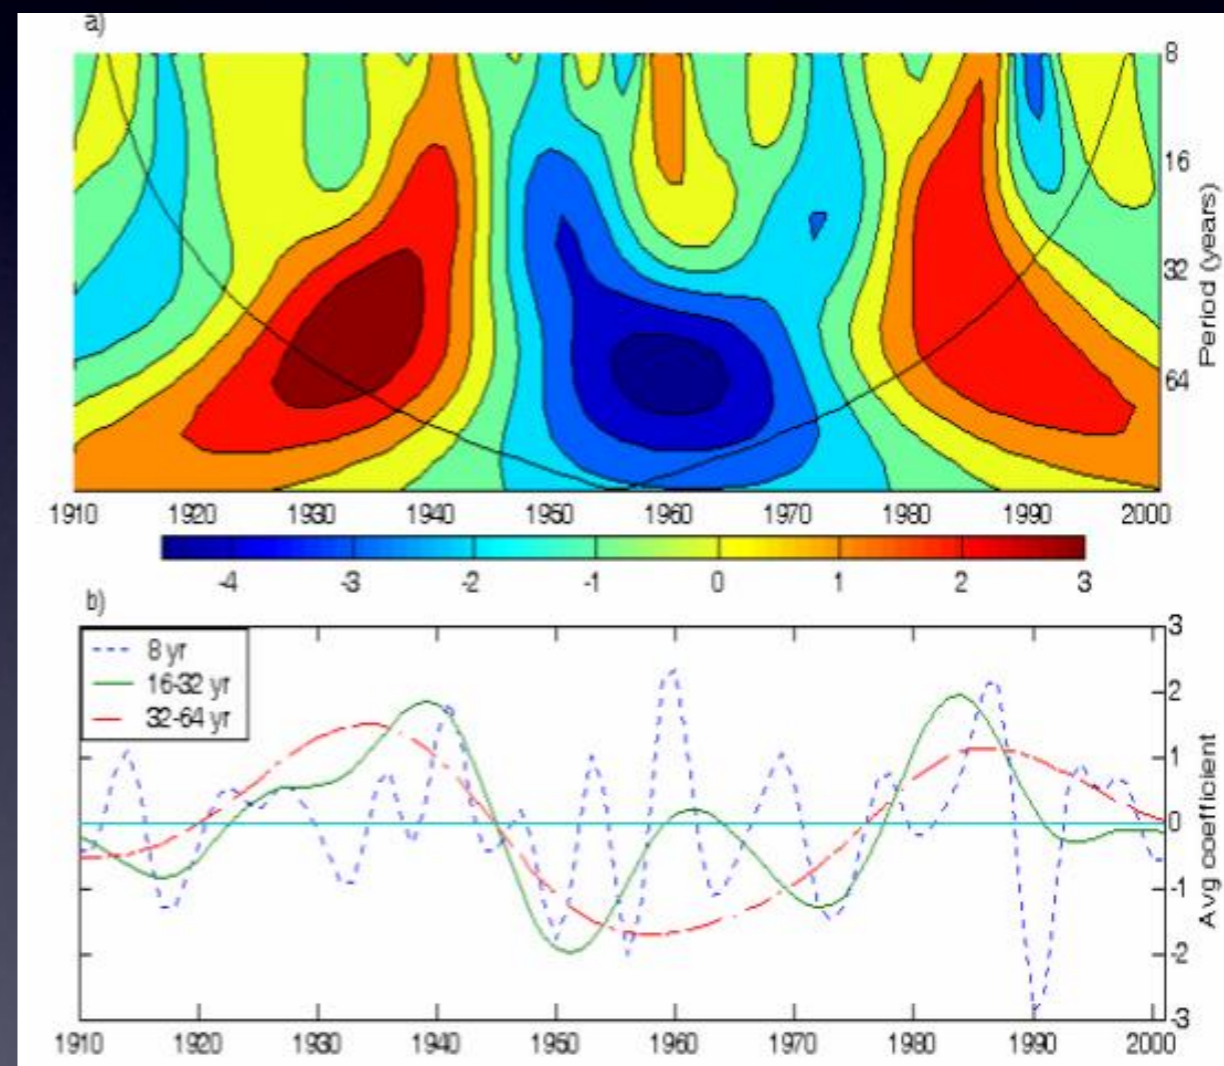 a)
8
16
32
64
Period (years)
1910 1920 1930 1940 1950 1960 1970 1980 1990 2000
-4 -3 -2 -1 0 1 2 3
b)
8 yr
16-32 yr
32-64 yr
3
2
1
0
-1
-2
-3
Avg coefficient
1910 1920 1930 1940 1950 1960 1970 1980 1990 2000